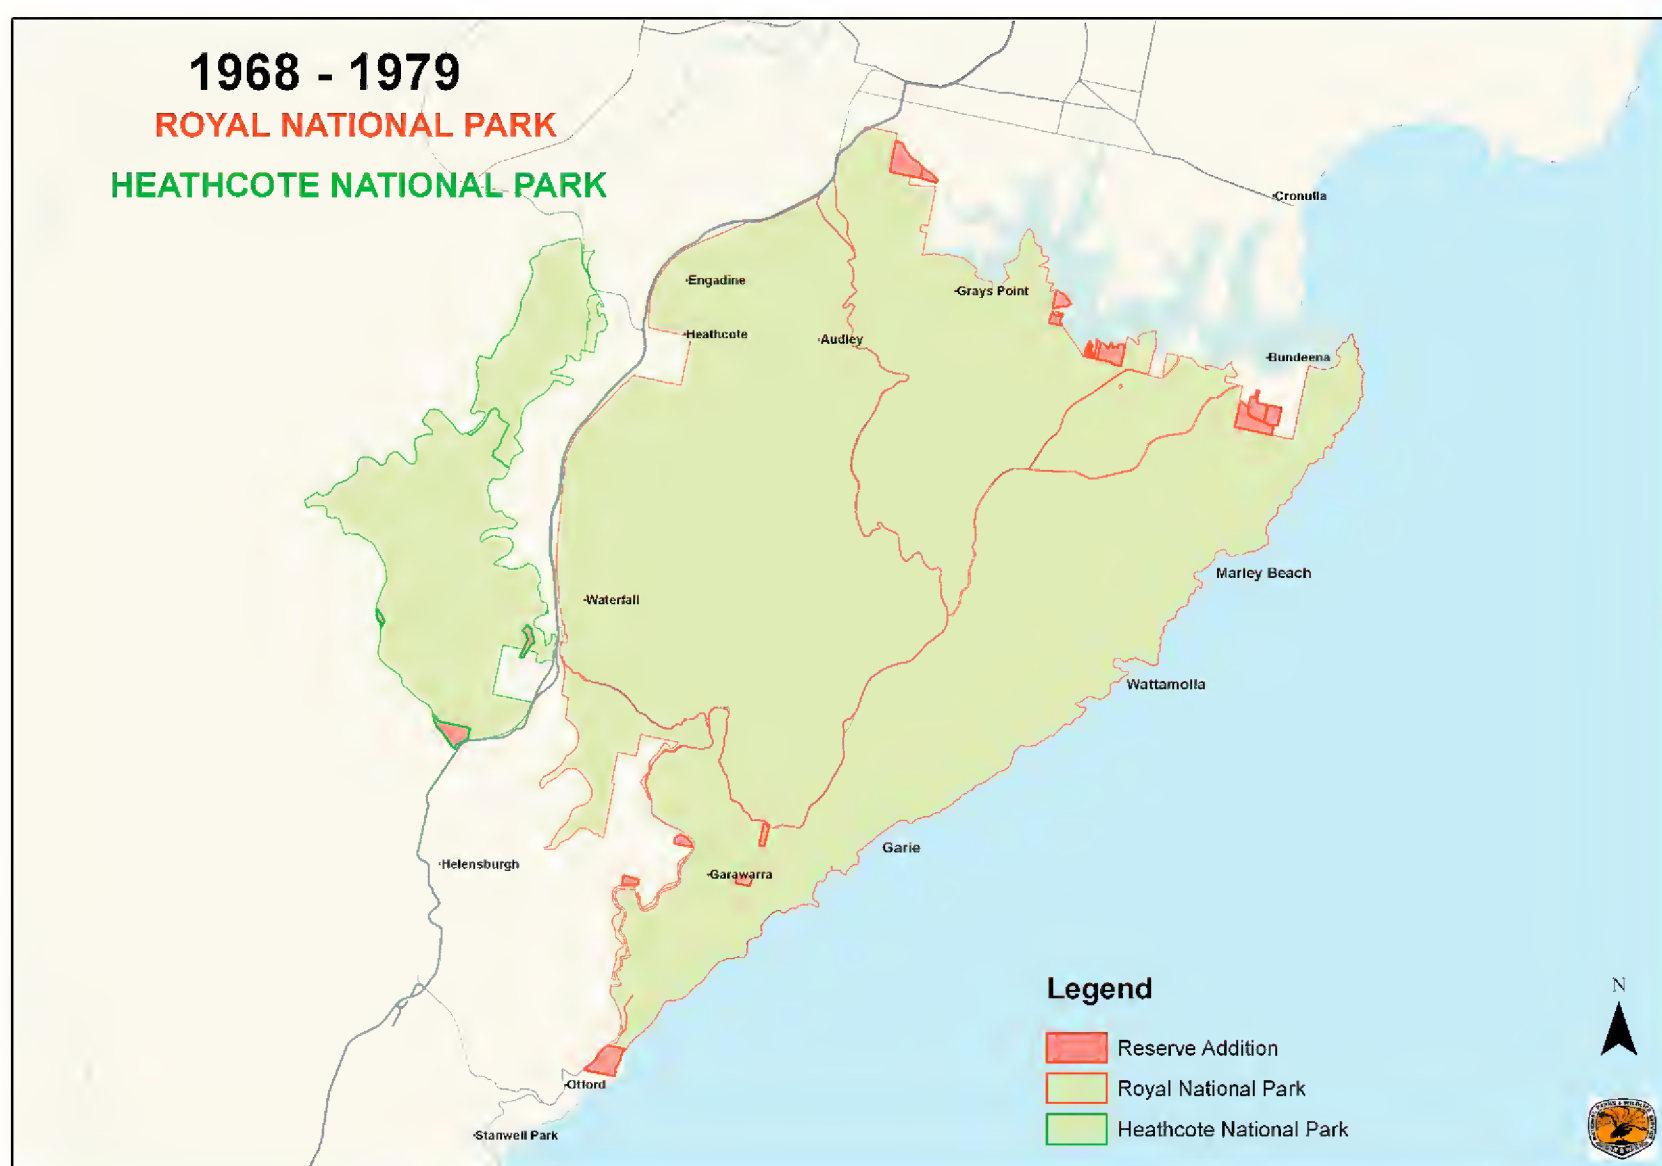 1968 - 1979
ROYAL NATIONAL PARK
HEATHCOTE NATIONAL PARK
Cronulla
Engadine
Grays Point
Heathcote
Audley
Bundeena
Marley Beach
Waterfall
Wattamolla
Garie
Helensburgh
Garawarra
Legend
N
Reserve Addition
Royal National Park
Otford
Heathcote National Park
Stanwell Park